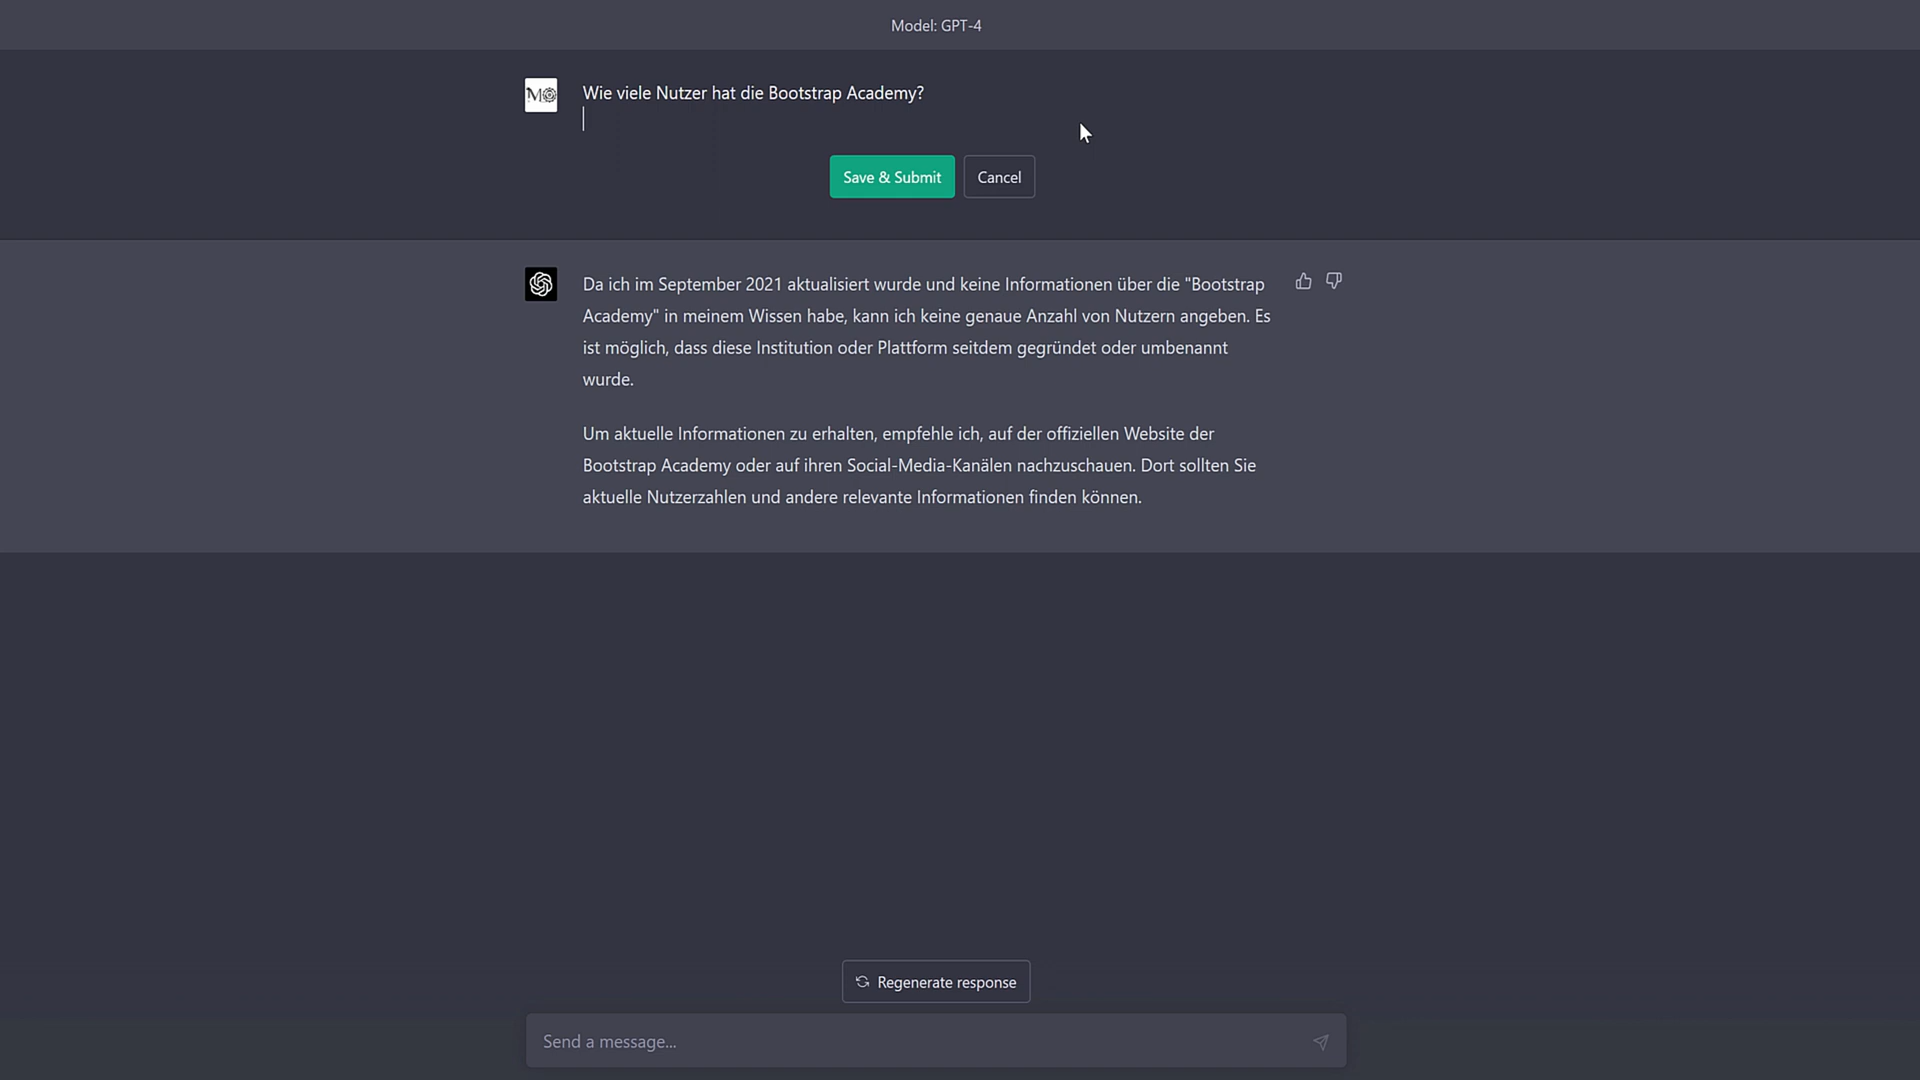 Model: GPT-4
Wie viele Nutzer hat die Bootstrap Academy?
Save & Submit
Cancel
Da ich im September 2021 aktualisiert wurde und keine Informationen über die "Bootstrap
Academy" in meinem Wissen habe, kann ich keine genaue Anzahl von Nutzern angeben. Es
ist möglich, dass diese Institution oder Plattform seitdem gegründet oder umbenannt
wurde.
Um aktuelle Informationen zu erhalten, empfehle ich, auf der offiziellen Website der
Bootstrap Academy oder auf ihren Social-Media-Kanälen nachzuschauen. Dort sollten Sie
aktuelle Nutzerzahlen und andere relevante Informationen finden können.
Regenerate response
Send a message...